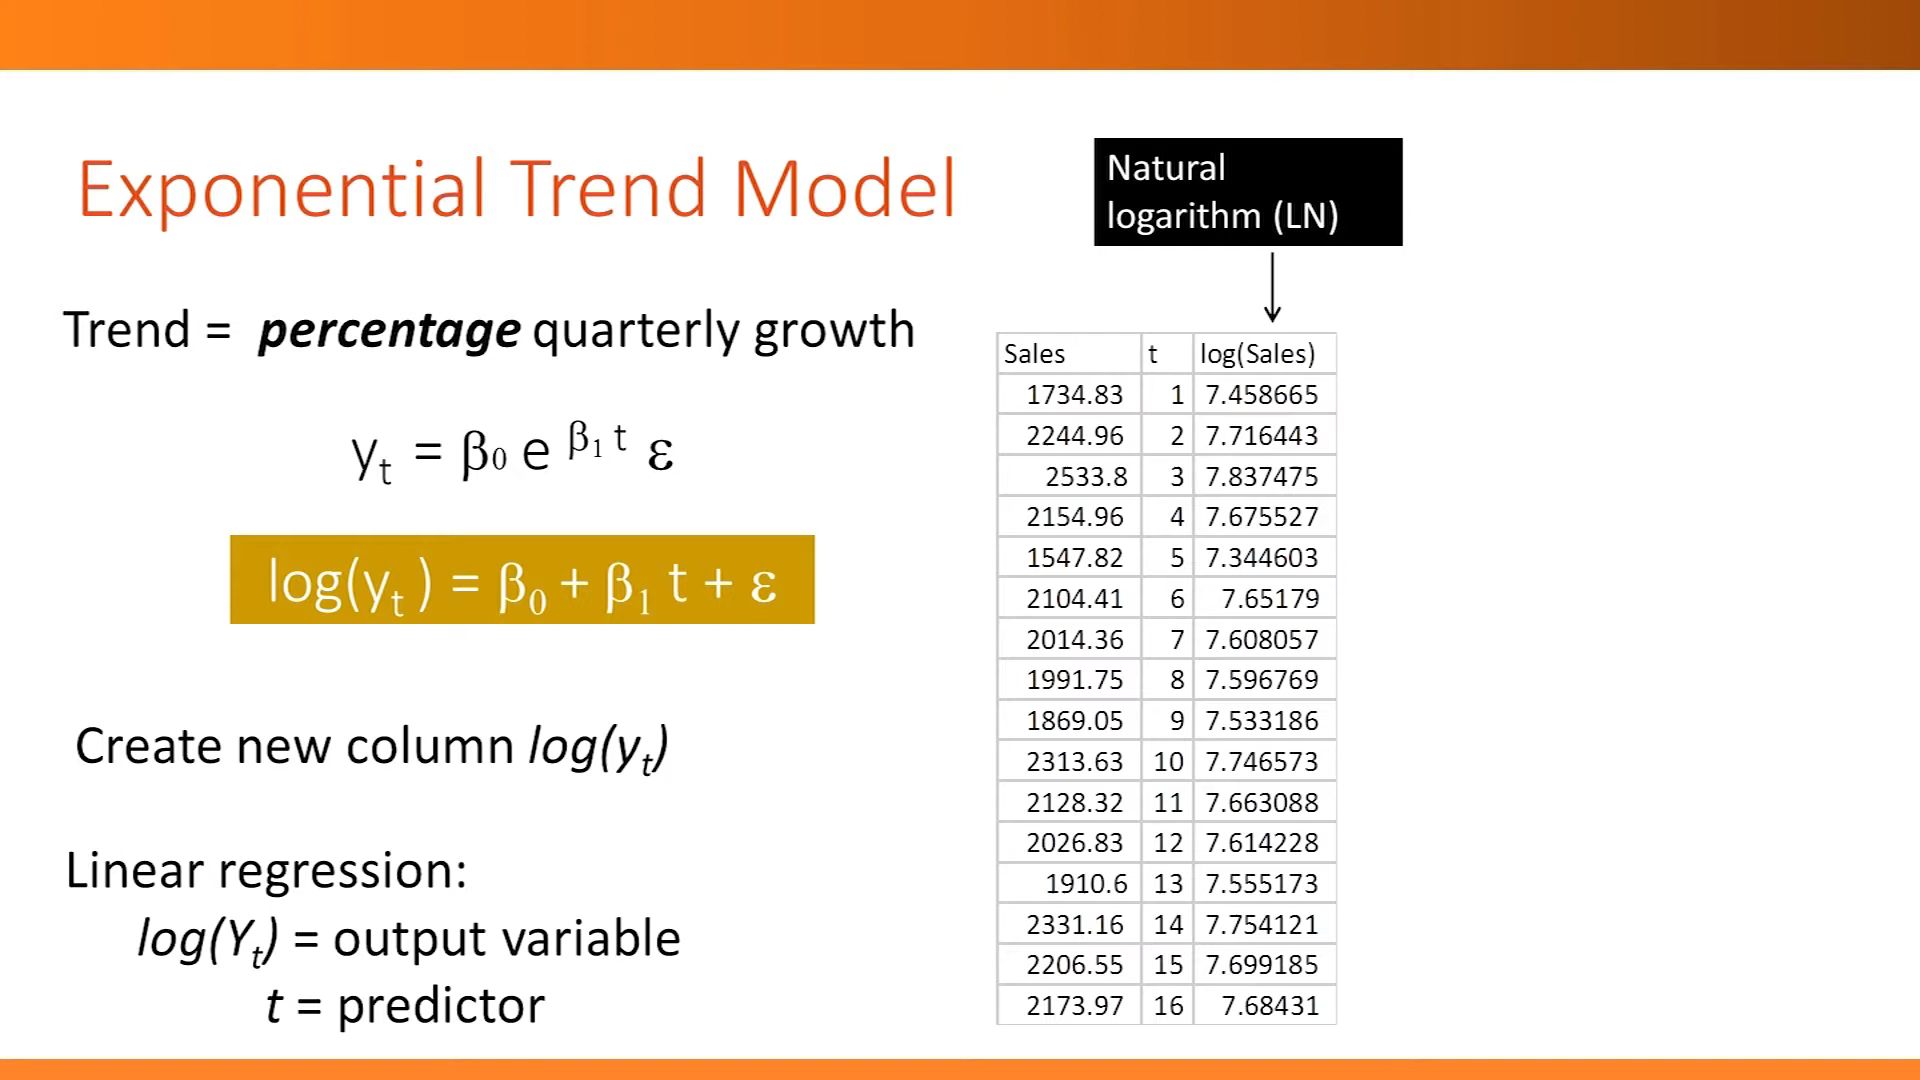 Exponential Trend Model
Natural
logarithm (LN)
Trend = percentage quarterly growth
yₜ = β₀ e ^β₁ t ε
log(yₜ ) = β₀ + β₁ t + ε
Create new column log(yₜ)
Linear regression:
log(Yₜ) = output variable
t = predictor
Sales t log(Sales)
1734.83 1 7.458665
2244.96 2 7.716443
2533.8 3 7.837475
2154.96 4 7.675527
1547.82 5 7.344603
2104.41 6 7.65179
2014.36 7 7.608057
1991.75 8 7.596769
1869.05 9 7.533186
2313.63 10 7.746573
2128.32 11 7.663088
2026.83 12 7.614228
1910.6 13 7.555173
2331.16 14 7.754121
2206.55 15 7.699185
2173.97 16 7.68431